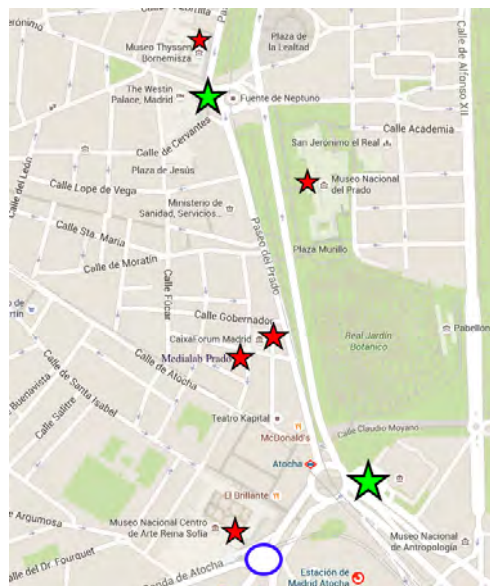 Jerónimo
Museo Thyssen
Bornemisza
Plaza de
la Lealtad
Calle de Alfonso XII
The Westin
Palace, Madrid
Fuente de Neptuno
Calle Academia
Calle de Cervantes
San Jerónimo el Real
Plaza de Jesús
Calle del León
Calle Lope de Vega
Museo Nacional
del Prado
Ministerio de
Sanidad, Servicios...
Calle Sta. María
Paseo del Prado
Plaza Murillo
Calle de Moratín
Calle Fúcar
Calle Gobernador
CaixaForum Madrid
Medialab Prado
Real Jardín
Botánico
Pabellon
Calle de Atocha
Calle de Santa Isabel
Buenavista
Calle Salitre
Teatro Kapital
McDonald's
Calle Claudio Moyano
Atocha
El Brillante
Argumosa
Museo Nacional Centro
de Arte Reina Sofía
Museo Nacional
de Antropología
Calle del Dr. Fourquet
Ronda de Atocha
Estación de
Madrid Atocha